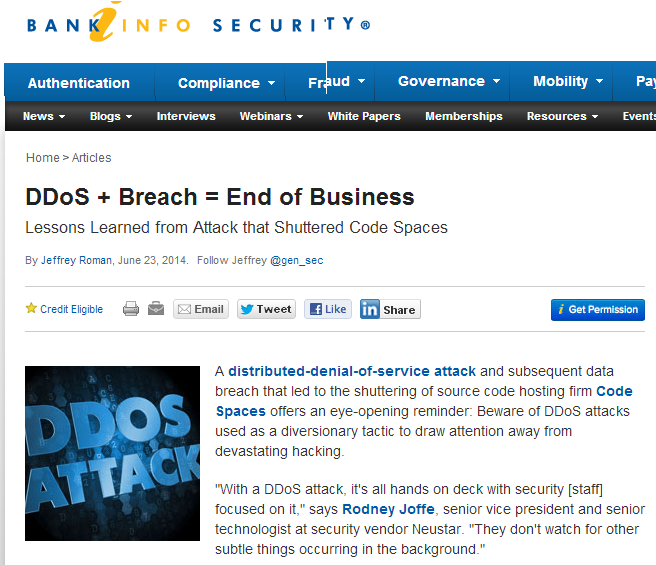 BANK INFO SECURITY®
Authentication Compliance Fraud Governance Mobility Pay
News Blogs Interviews Webinars White Papers Memberships Resources Events
Home > Articles
DDoS + Breach = End of Business
Lessons Learned from Attack that Shuttered Code Spaces
By Jeffrey Roman, June 23, 2014. Follow Jeffrey @gen_sec
Credit Eligible Email Tweet Like Share Get Permission
DDOS
ATTACK
A distributed-denial-of-service attack and subsequent data
breach that led to the shuttering of source code hosting firm Code
Spaces offers an eye-opening reminder: Beware of DDoS attacks
used as a diversionary tactic to draw attention away from
devastating hacking.
"With a DDoS attack, it's all hands on deck with security [staff]
focused on it," says Rodney Joffe, senior vice president and senior
technologist at security vendor Neustar. "They don't watch for other
subtle things occurring in the background."